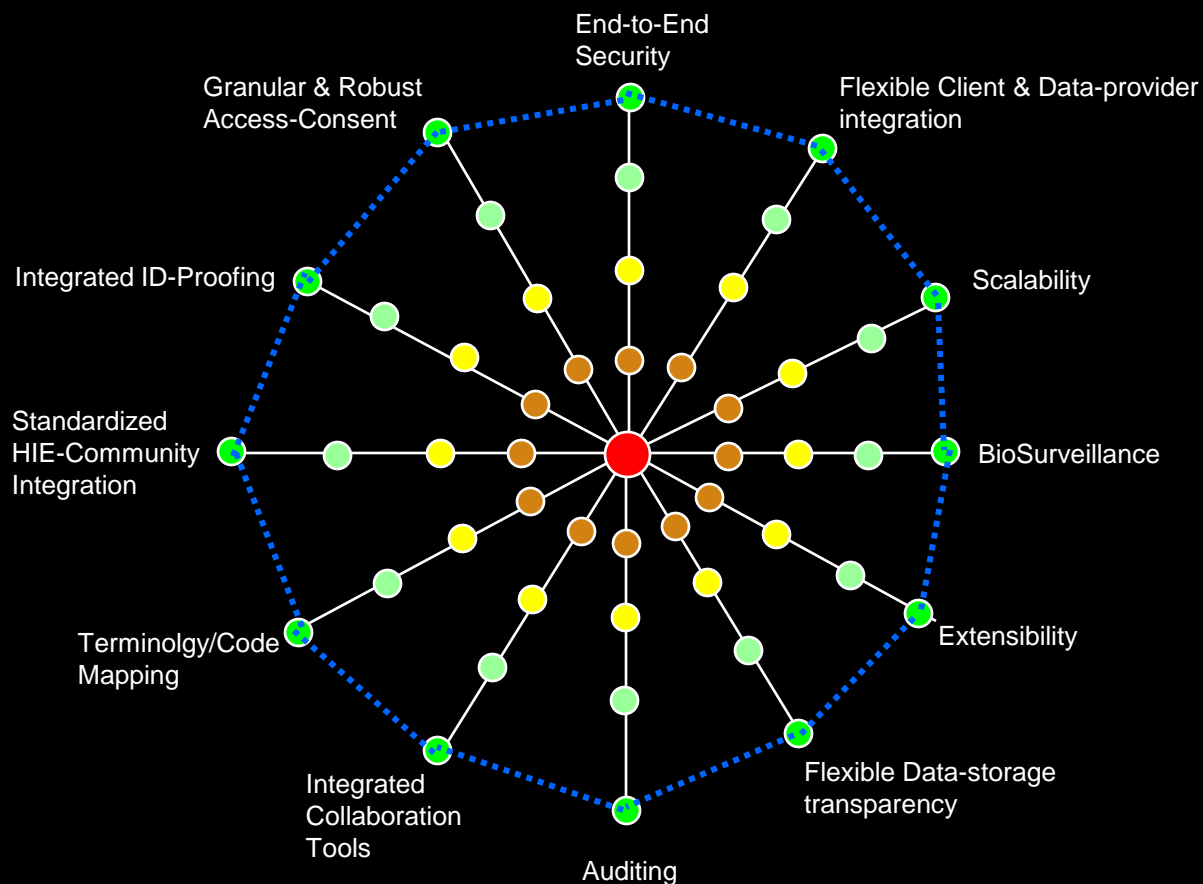 End-to-End
Security
Granular & Robust
Access-Consent
Flexible Client & Data-provider
integration
Integrated ID-Proofing
Scalability
Standardized
HIE-Community
Integration
BioSurveillance
Terminolgy/Code
Mapping
Extensibility
Integrated
Collaboration
Tools
Flexible Data-storage
transparency
Auditing